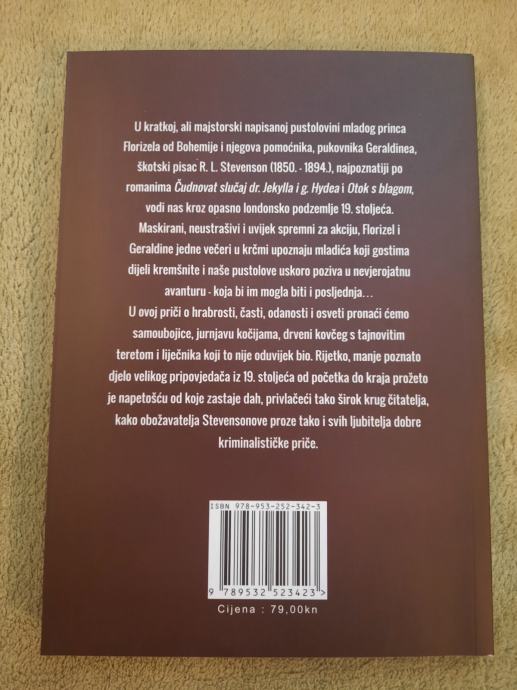 U kratkoj, ali majstorski napisanoj pustolovini mladog princa
Florizela od Bohemije i njegova pomoćnika, pukovnika Geraldinea,
škotski pisac R. L. Stevenson (1850. - 1894.), najpoznatiji po
romanima Čudnovat slučaj dr. Jekylla i g. Hydea i Otok s blagom,
vodi nas kroz opasno londonsko podzemlje 19. stoljeća.
Maskirani, neustrašivi i uvijek spremni za akciju, Florizel i
Geraldine jedne večeri u krčmi upoznaju mladića koji gostima
dijeli kremšnite i naše pustolove uskoro poziva u nevjerojatnu
avanturu - koja bi im mogla biti i posljednja...
U ovoj priči o hrabrosti, časti, odanosti i osveti pronaći ćemo
samoubojice, jurnjavu kočijama, drveni kovčeg s tajnovitim
teretom i liječnika koji to nije oduvijek bio. Rijetko, manje poznato
djelo velikog pripovjedača iz 19. stoljeća od početka do kraja prožeto
je napetošću od koje zastaje dah, privlačeći tako širok krug čitatelja,
kako obožavatelja Stevensonove proze tako i svih ljubitelja dobre
kriminalističke priče.
ISBN 978-953-252-342-3
9 789532 523423>
Cijena : 79,00kn